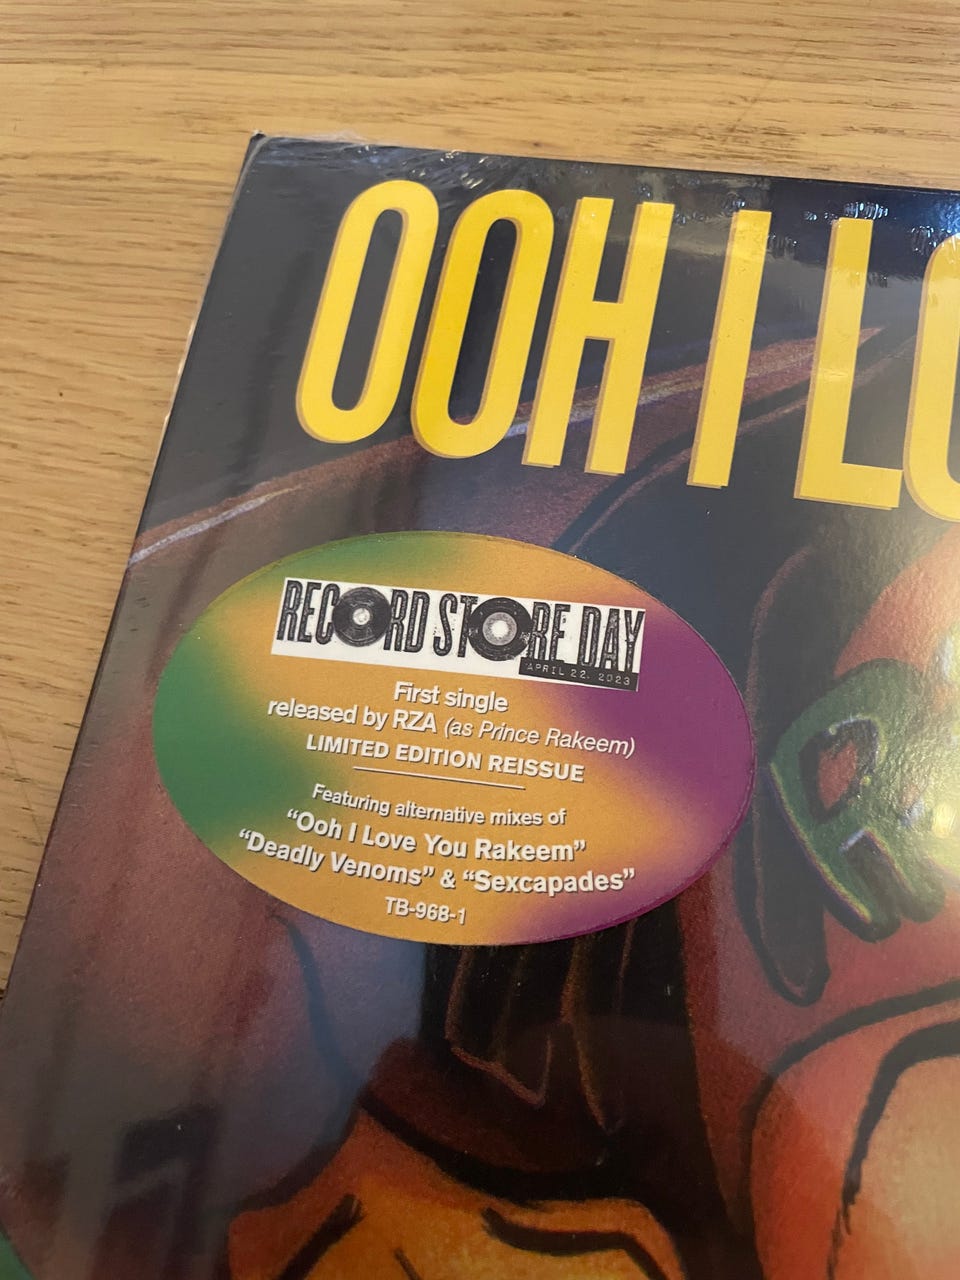 OOH I LO
RECORD STORE DAY
APRIL 22, 2023
First single
released by RZA (as Prince Rakeem)
LIMITED EDITION REISSUE
Featuring alternative mixes of
“Ooh I Love You Rakeem”
“Deadly Venoms” & “Sexcapades”
TB-968-1